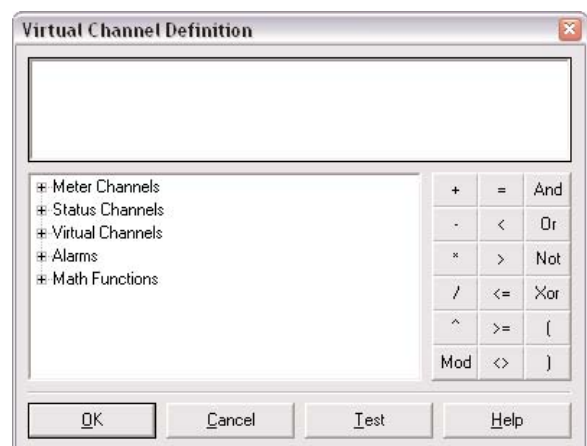 Virtual Channel Definition
Meter Channels
Status Channels
Virtual Channels
Alarms
Math Functions
+ = And
- < Or
* > Not
/ <= Xor
^ >= (
Mod <> )
OK Cancel Test Help